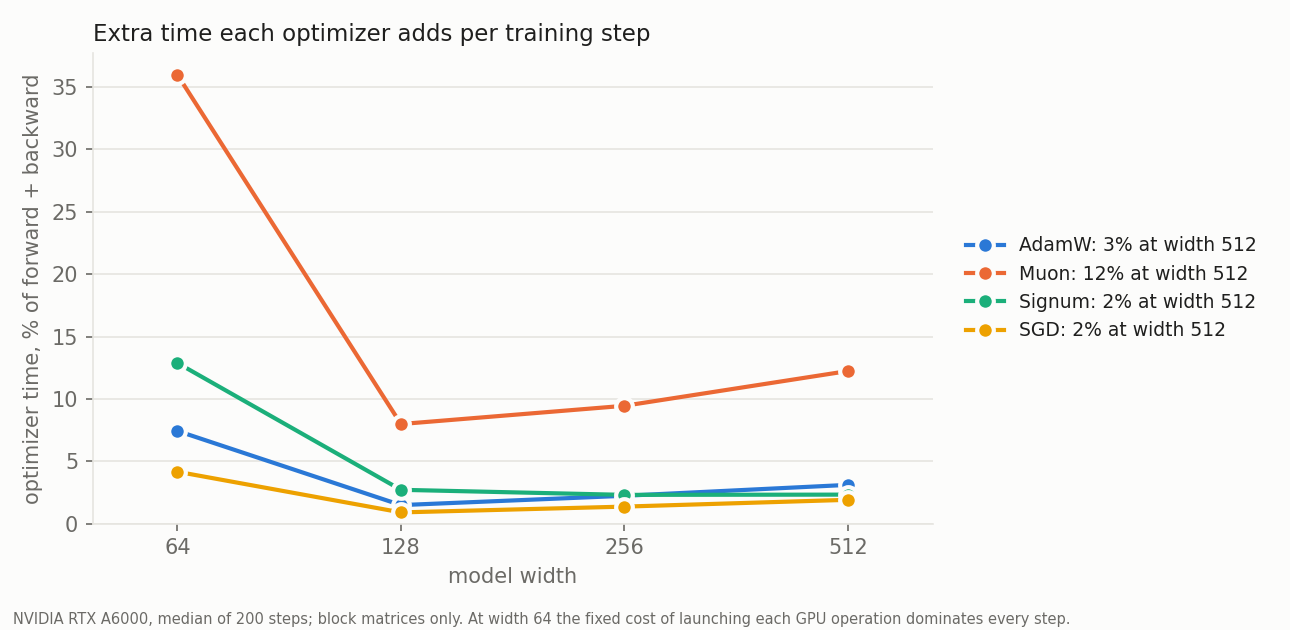 Extra time each optimizer adds per training step
optimizer time, % of forward + backward
35
30
25
20
15
10
5
0
64 128 256 512
model width
AdamW: 3% at width 512
Muon: 12% at width 512
Signum: 2% at width 512
SGD: 2% at width 512
NVIDIA RTX A6000, median of 200 steps; block matrices only. At width 64 the fixed cost of launching each GPU operation dominates every step.